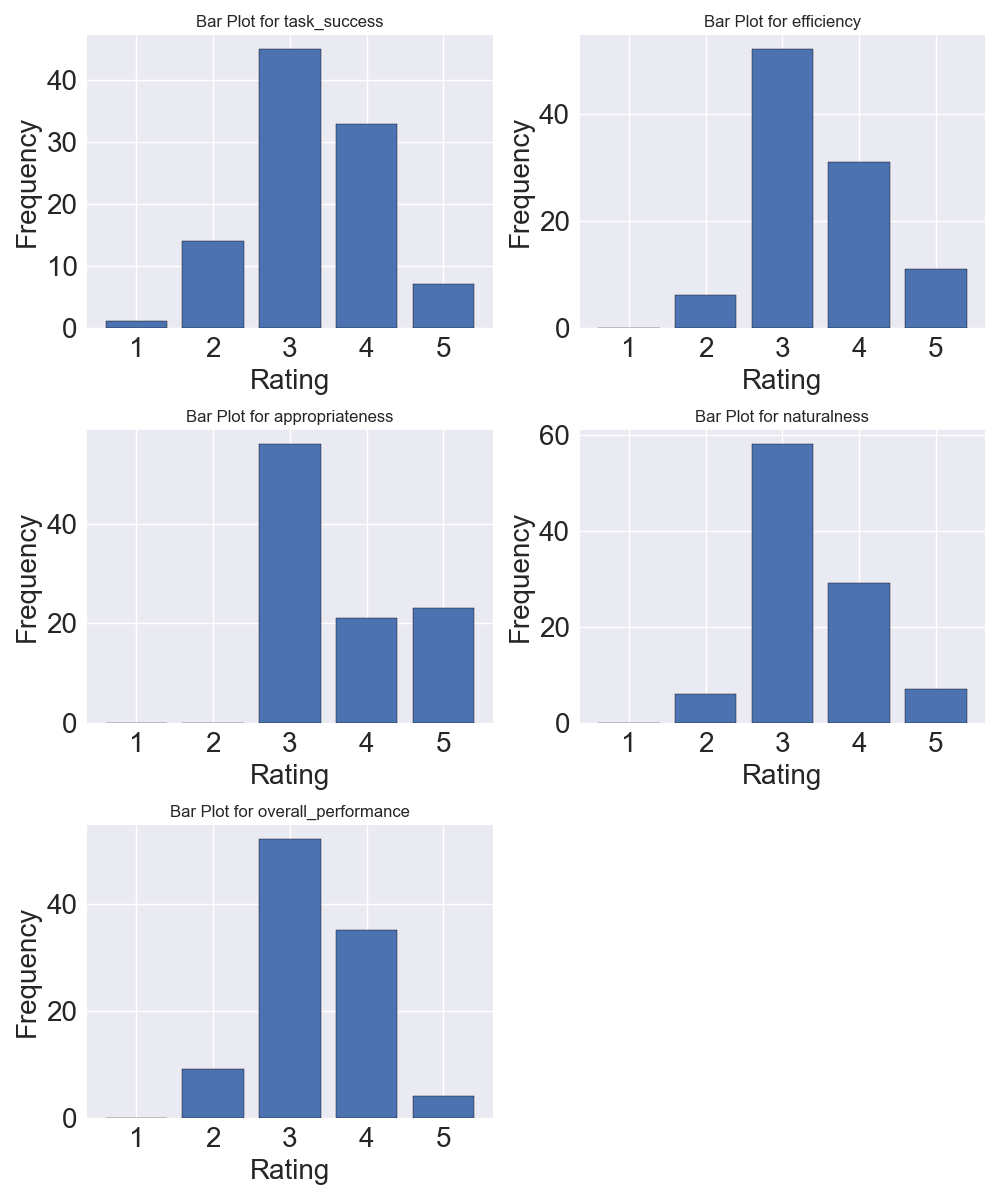 Bar Plot for task_success
Frequency
40
30
20
10
0
1 2 3 4 5
Rating
Bar Plot for efficiency
Frequency
40
20
0
1 2 3 4 5
Rating
Bar Plot for appropriateness
Frequency
40
20
0
1 2 3 4 5
Rating
Bar Plot for naturalness
Frequency
60
40
20
0
1 2 3 4 5
Rating
Bar Plot for overall_performance
Frequency
40
20
0
1 2 3 4 5
Rating